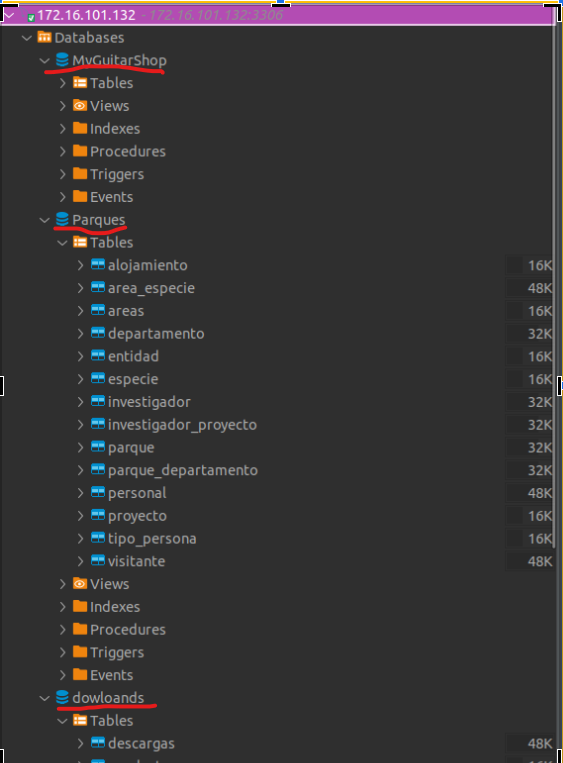 172.16.101.132 - 172.16.101.132:3306
Databases
MyGuitarShop
Tables
Views
Indexes
Procedures
Triggers
Events
Parques
Tables
alojamiento 16K
area_especie 48K
areas 16K
departamento 32K
entidad 16K
especie 16K
investigador 32K
investigador_proyecto 32K
parque 32K
parque_departamento 32K
personal 48K
proyecto 16K
tipo_persona 16K
visitante 48K
Views
Indexes
Procedures
Triggers
Events
dowloands
Tables
descargas 48K